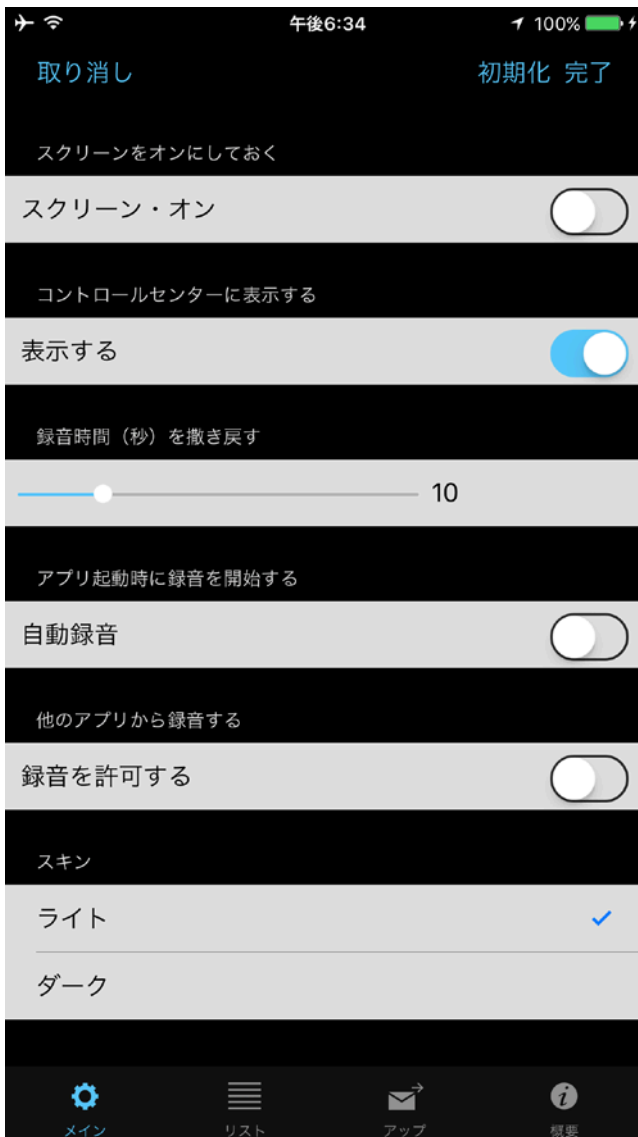 午後6:34
100%
取り消し
初期化 完了
スクリーンをオンにしておく
スクリーン・オン
コントロールセンターに表示する
表示する
録音時間（秒）を撒き戻す
10
アプリ起動時に録音を開始する
自動録音
他のアプリから録音する
録音を許可する
スキン
ライト
ダーク
メイン リスト アップ 概要